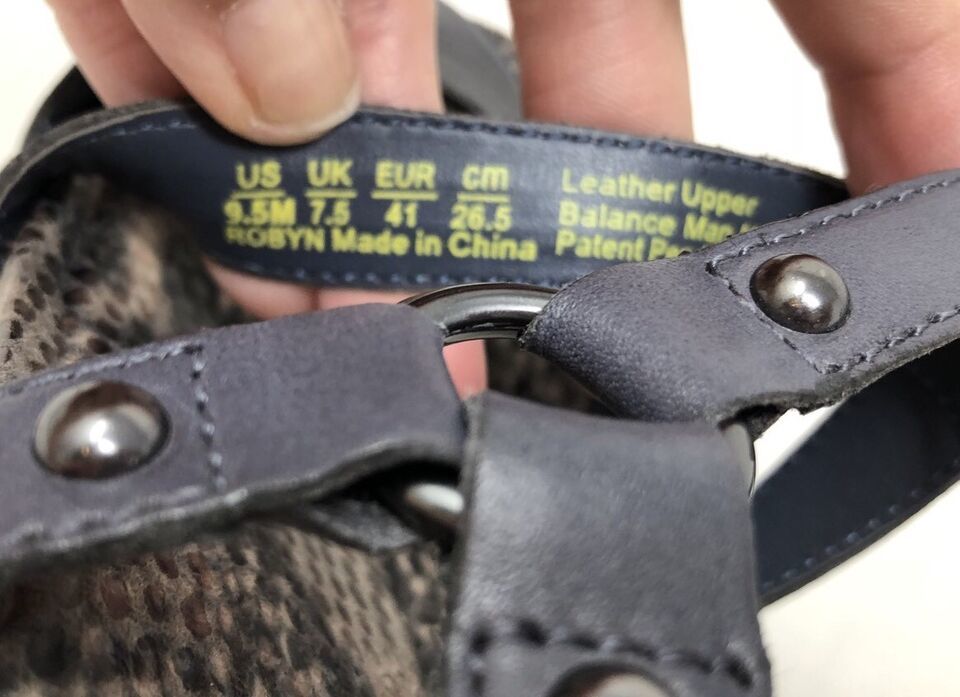 US UK EUR cm
9.5M 7.5 41 26.5
ROBYN Made in China
Leather Upper
Balance Man
Patent